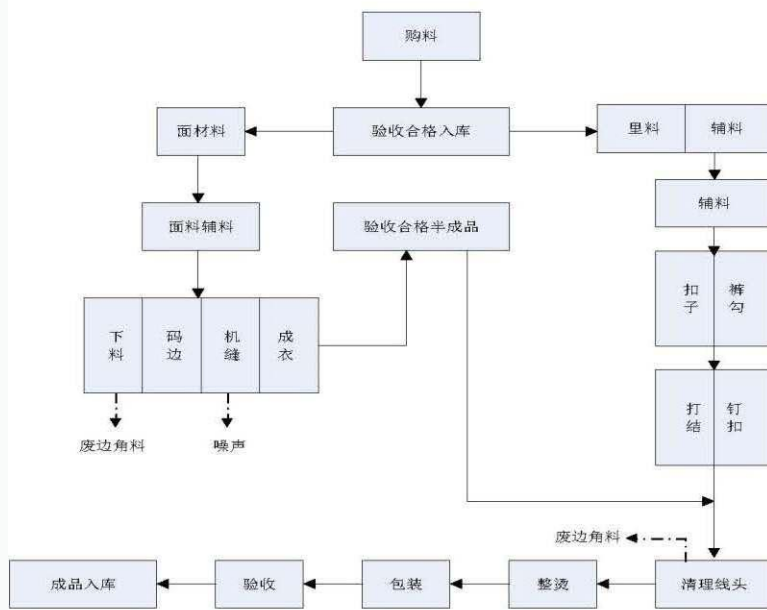 购料
面材料
验收合格入库
里料 辅料
辅料
面料辅料
验收合格半成品
扣子 裤勾
下料 码边 机缝 成衣
打结 钉扣
废边角料 噪声
废边角料
成品入库 验收 包装 整烫 清理线头